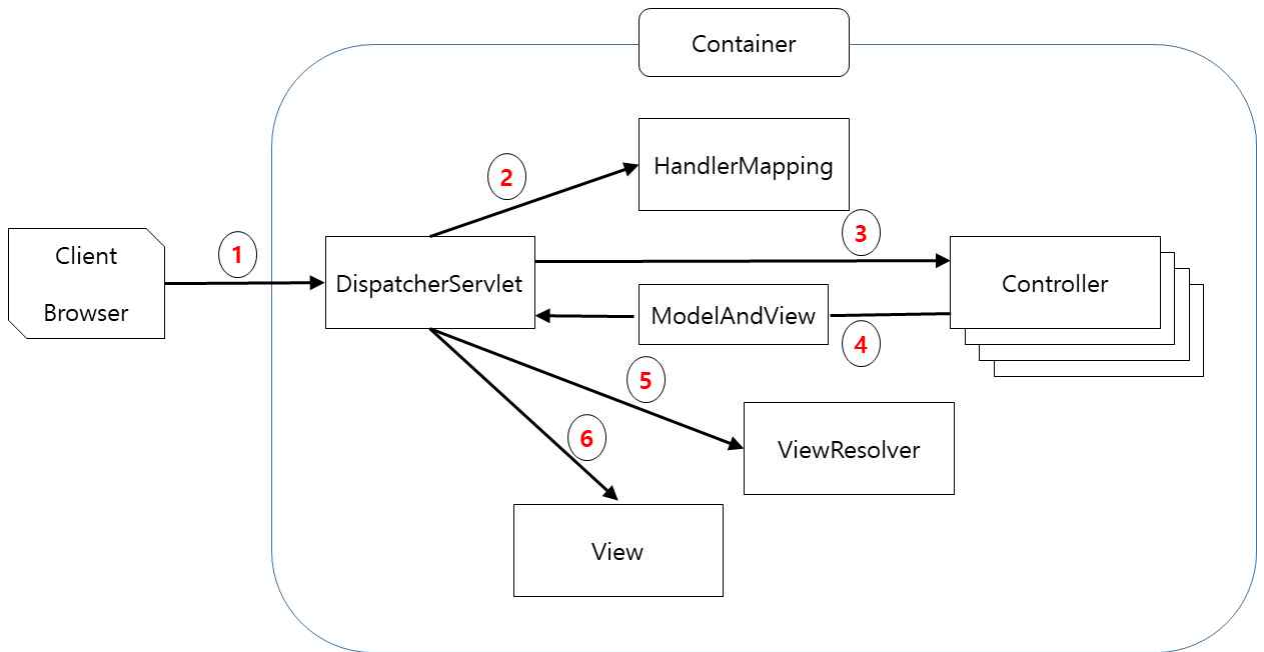 Container
HandlerMapping
2
3
1
Client
Browser
DispatcherServlet
Controller
ModelAndView
4
5
6
ViewResolver
View